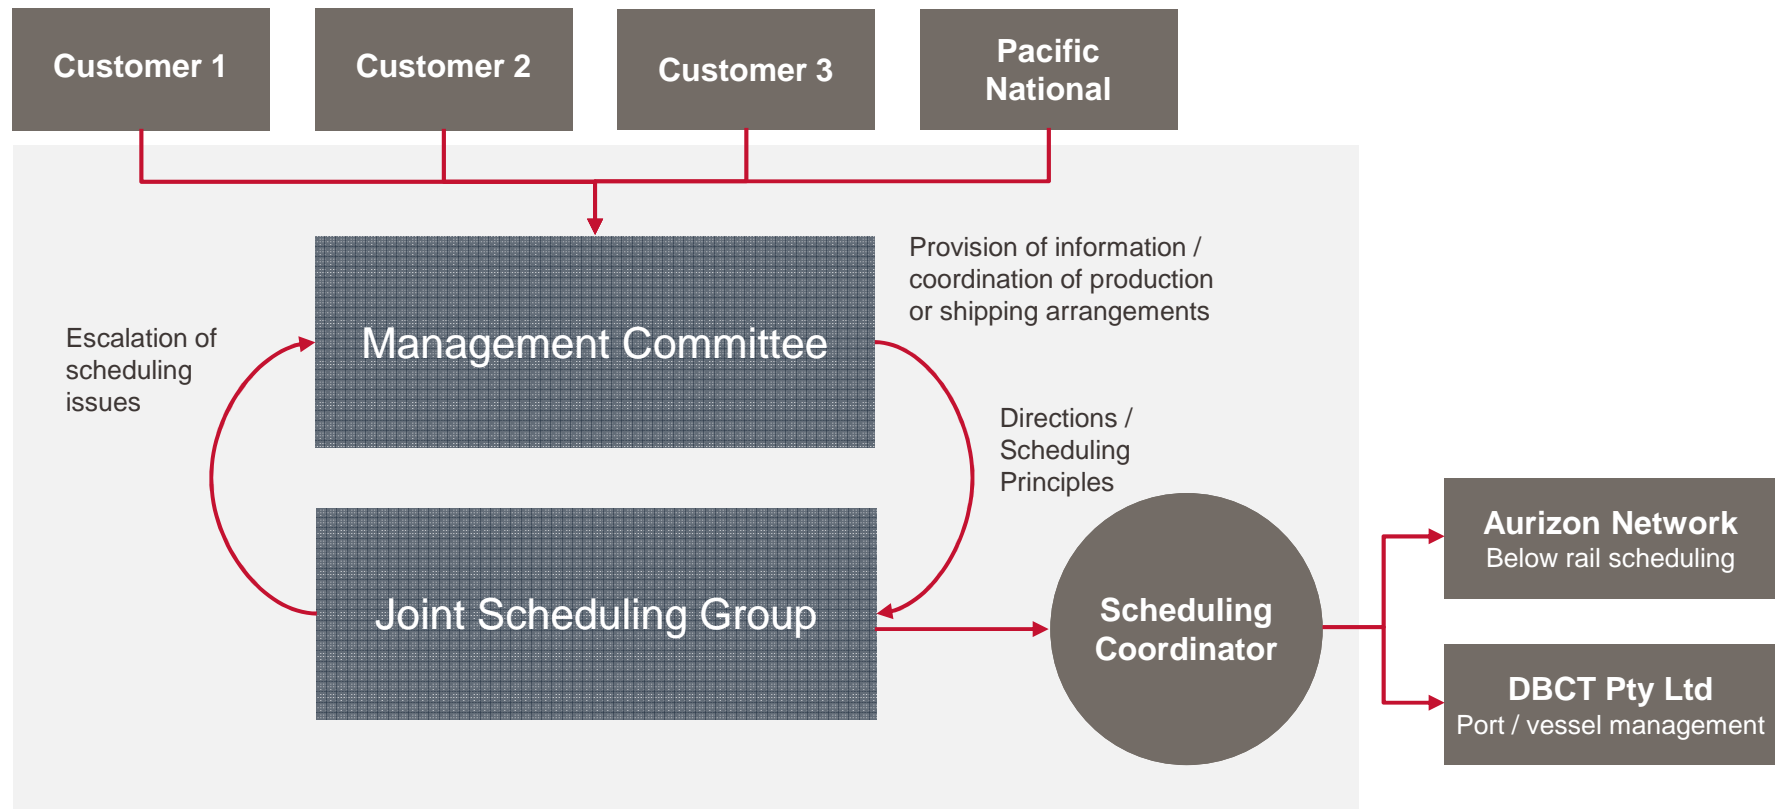 Customer 1
Customer 2
Customer 3
Pacific
National
Provision of information /
coordination of production
or shipping arrangements
Management Committee
Escalation of
scheduling
issues
Directions /
Scheduling
Principles
Joint Scheduling Group
Scheduling
Coordinator
Aurizon Network
Below rail scheduling
DBCT Pty Ltd
Port / vessel management